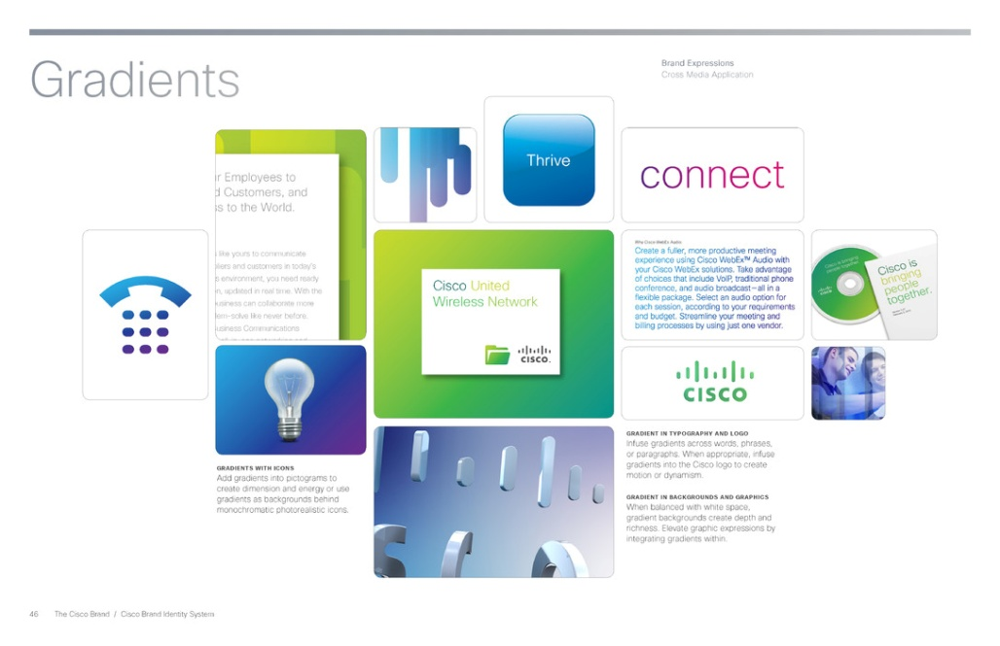 Gradients
Brand Expressions
Cross Media Application
r Employees to
d Customers, and
ss to the World.
like yours to communicate
liers and customers in today's
environment, you need ready
n, updated in real time. With the
usiness can collaborate more
lem-solve like never before.
usiness Communications
Thrive
connect
Cisco United
Wireless Network
CISCO.
Why Cisco WebEx Audio
Create a fuller, more productive meeting
experience using Cisco WebEx™ Audio with
your Cisco WebEx solutions. Take advantage
of choices that include VoIP, traditional phone
conference, and audio broadcast—all in a
flexible package. Select an audio option for
each session, according to your requirements
and budget. Streamline your meeting and
billing processes by using just one vendor.
Cisco is bringing
people together.
CISCO
Cisco is
bringing
people
together.
CISCO
GRADIENTS WITH ICONS
Add gradients into pictograms to
create dimension and energy or use
gradients as backgrounds behind
monochromatic photorealistic icons.
S C O
GRADIENT IN TYPOGRAPHY AND LOGO
Infuse gradients across words, phrases,
or paragraphs. When appropriate, infuse
gradients into the Cisco logo to create
motion or dynamism.
GRADIENT IN BACKGROUNDS AND GRAPHICS
When balanced with white space,
gradient backgrounds create depth and
richness. Elevate graphic expressions by
integrating gradients within.
46 The Cisco Brand / Cisco Brand Identity System